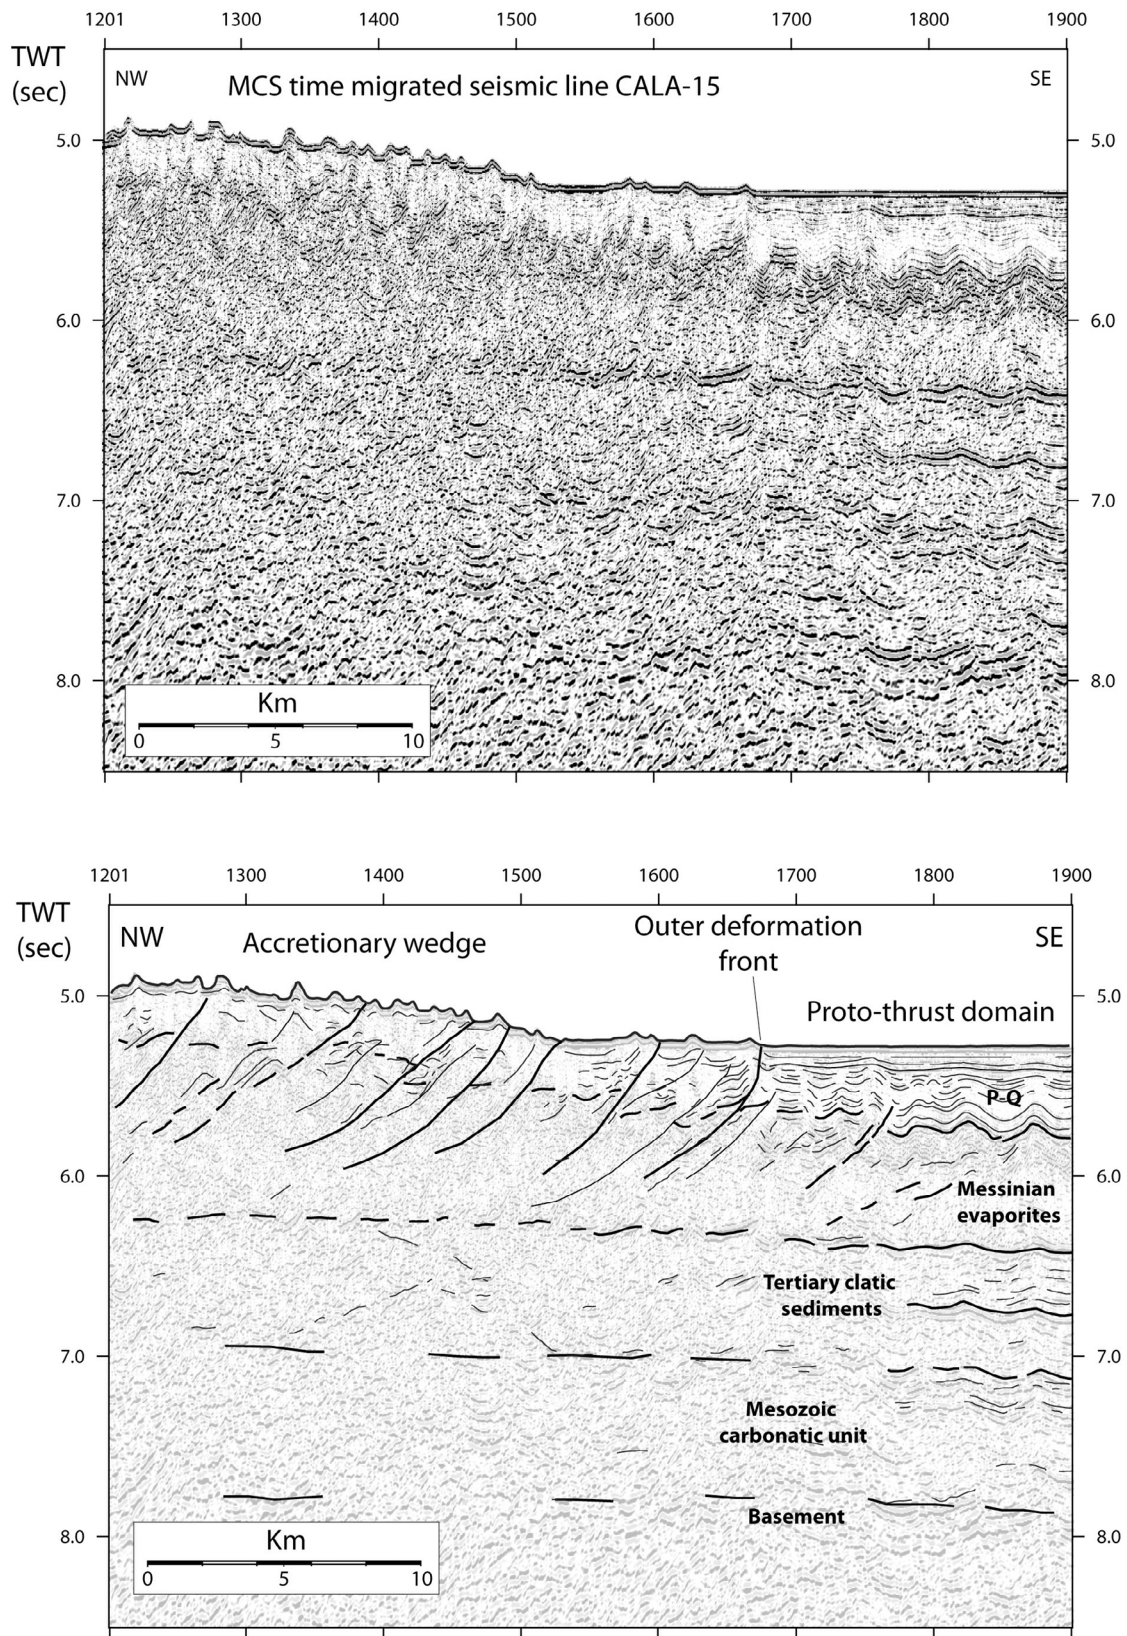 1201 1300 1400 1500 1600 1700 1800 1900
TWT
(sec)
NW
MCS time migrated seismic line CALA-15
SE
5.0 5.0
6.0 6.0
7.0 7.0
8.0 8.0
Km
0 5 10
1201 1300 1400 1500 1600 1700 1800 1900
TWT
(sec)
NW
Accretionary wedge
Outer deformation
front
SE
Proto-thrust domain
5.0 5.0
P-Q
6.0 6.0
Messinian
evaporites
Tertiary clatic
sediments
7.0 7.0
Mesozoic
carbonatic unit
Basement
8.0 8.0
Km
0 5 10